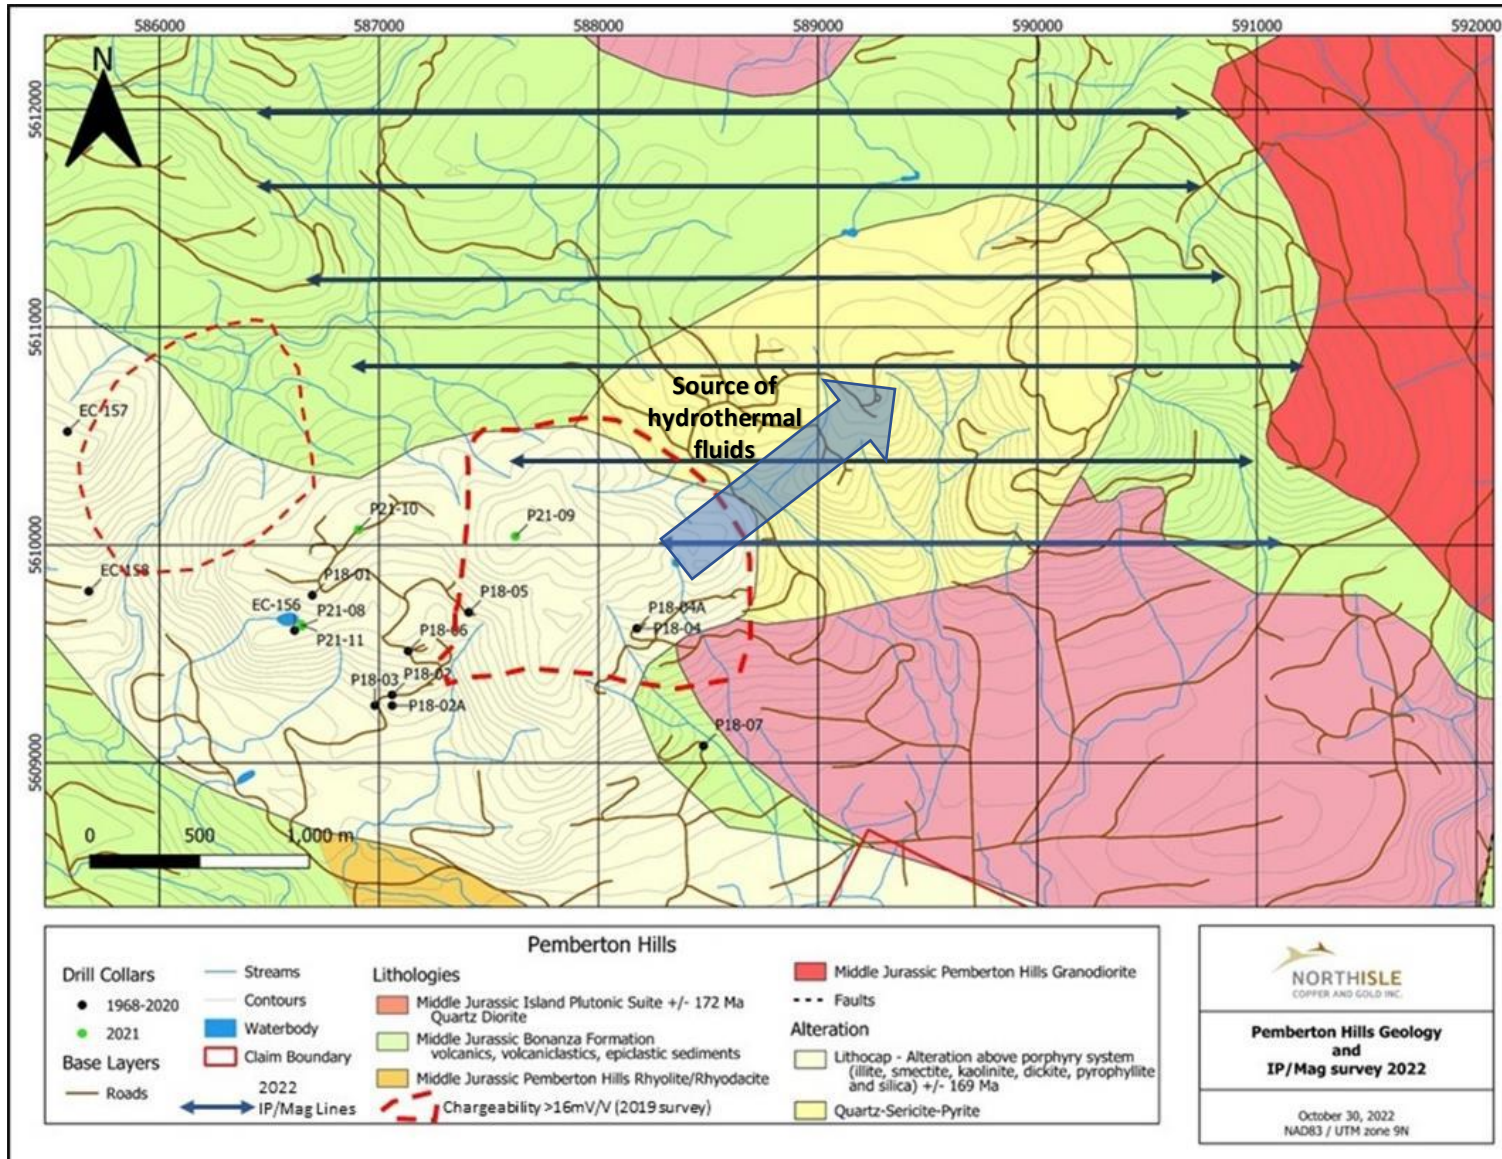 586000
587000
588000
589000
590000
591000
592000
N
5612000
5611000
5610000
5609000
Source of
hydrothermal
fluids
EC-157
P21-10
P21-09
EC-158
P18-01
P18-05
EC-156
P21-08
P21-11
P18-04A
P18-04
P18-06
P18-03
P18-02
P18-02A
P18-07
0
500
1,000 m
Pemberton Hills
Drill Collars
1968-2020
2021
Base Layers
Roads
Streams
Contours
Waterbody
Claim Boundary
2022
IP/Mag Lines
Lithologies
Middle Jurassic Island Plutonic Suite +/- 172 Ma
Quartz Diorite
Middle Jurassic Bonanza Formation
volcanics, volcaniclastics, epiclastic sediments
Middle Jurassic Pemberton Hills Rhyolite/Rhyodacite
Chargeability >16mV/V (2019 survey)
Middle Jurassic Pemberton Hills Granodiorite
Faults
Alteration
Lithocap - Alteration above porphyry system
(illite, smectite, kaolinite, dickite, pyrophyllite
and silica) +/- 169 Ma
Quartz-Sericite-Pyrite
NORTHISLE
COPPER AND GOLD INC.
Pemberton Hills Geology
and
IP/Mag survey 2022
October 30, 2022
NAD83 / UTM zone 9N